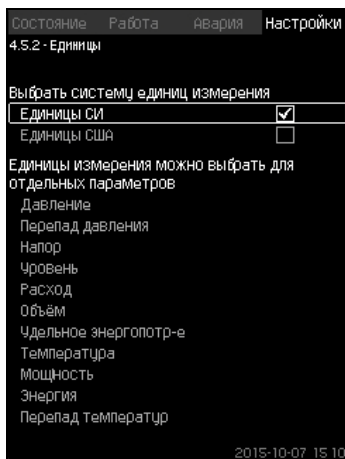 Состояние Работа Авария Настройки
4.5.2 - Единицы
Выбрать систему единиц измерения
Единицы СИ
Единицы США
Единицы измерения можно выбрать для
отдельных параметров
Давление
Перепад давления
Напор
Уровень
Расход
Объём
Удельное энергопотр-е
Температура
Мощность
Энергия
Перепад температур
2015-10-07 15:10